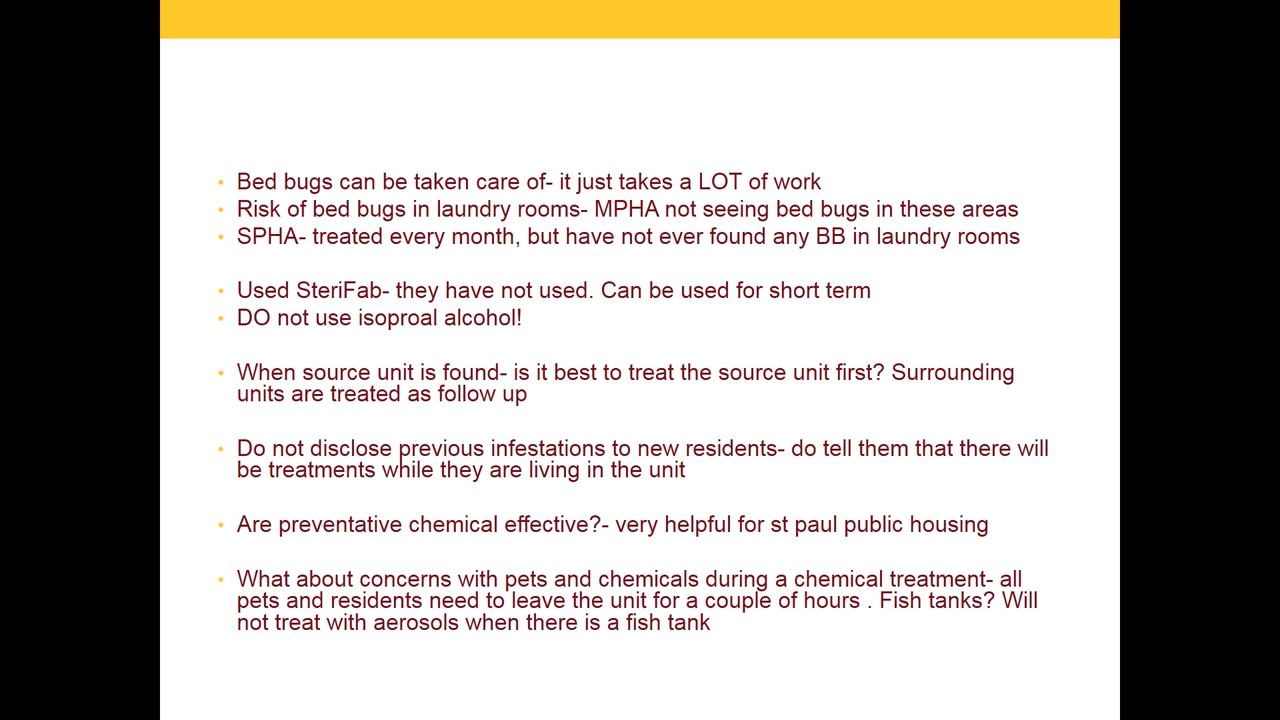 • Bed bugs can be taken care of- it just takes a LOT of work
• Risk of bed bugs in laundry rooms- MPHA not seeing bed bugs in these areas
• SPHA- treated every month, but have not ever found any BB in laundry rooms
• Used SteriFab- they have not used. Can be used for short term
• DO not use isoproal alcohol!
• When source unit is found- is it best to treat the source unit first? Surrounding
units are treated as follow up
• Do not disclose previous infestations to new residents- do tell them that there will
be treatments while they are living in the unit
• Are preventative chemical effective?- very helpful for st paul public housing
• What about concerns with pets and chemicals during a chemical treatment- all
pets and residents need to leave the unit for a couple of hours . Fish tanks? Will
not treat with aerosols when there is a fish tank